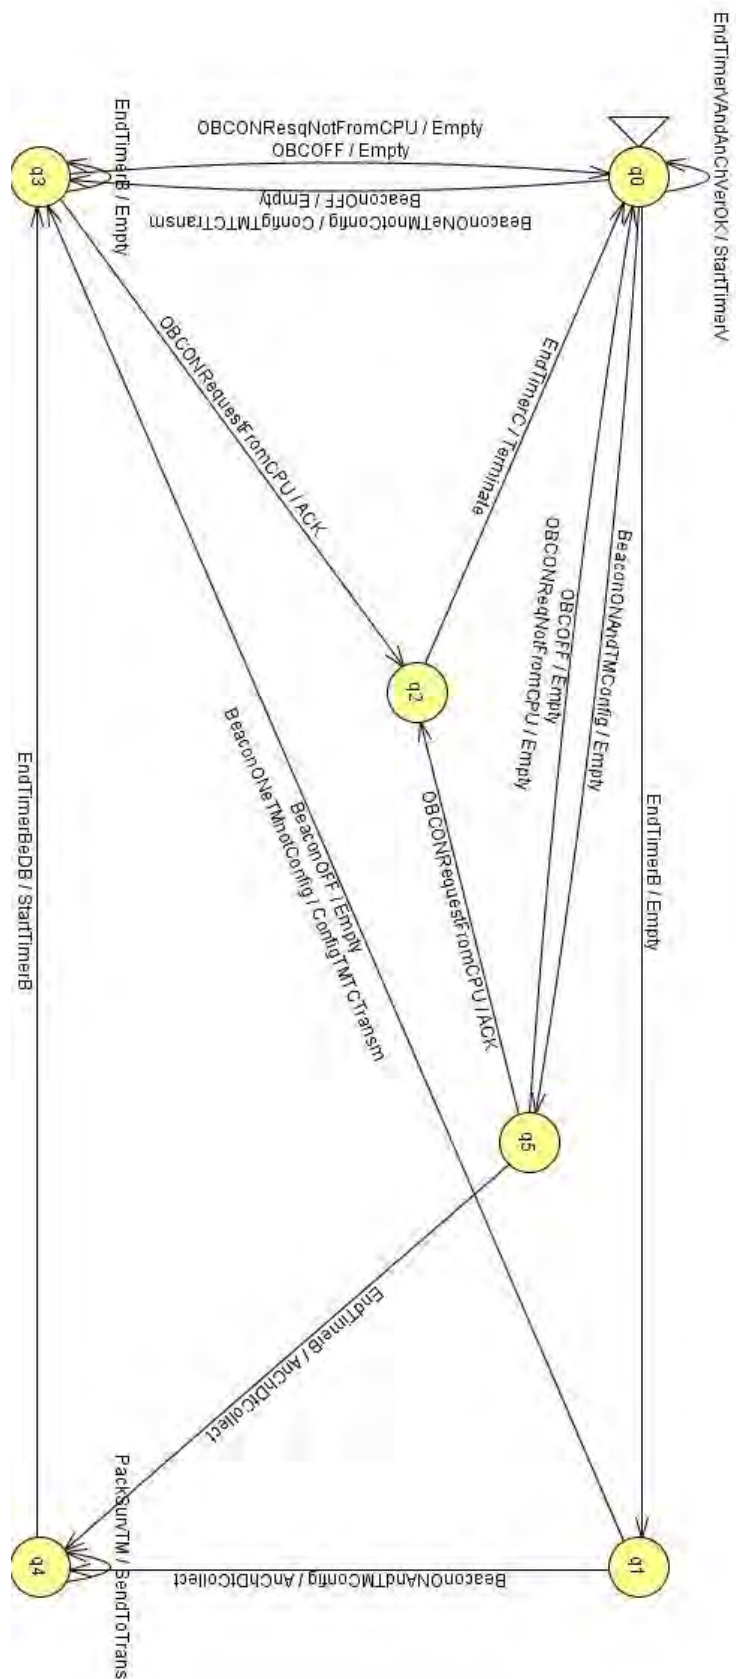 EndTimerVAndAnChVerOK / StartTimerV
EndTimerB / Empty
OBCONResqNotFromCPU / Empty
OBCOFF / Empty
BeaconOFF / Empty
BeaconONeTMnotConfig / ConfigTMTCTransm
q3
q0
OBCONRequestFromCPU / ACK
EndTimerC / Terminate
BeaconONAndTMConfig / Empty
OBCOFF / Empty
OBCONReqNotFromCPU / Empty
q2
EndTimerB / Empty
BeaconOFF / Empty
BeaconONeTMnotConfig / ConfigTMTCTransm
OBCONRequestFromCPU / ACK
EndTimerBeDB / StartTimerB
q5
EndTimerB / AnChDtCollect
PackSurvTM / SendToTrans
q4
BeaconONAndTMConfig / AnChDtCollect
q1